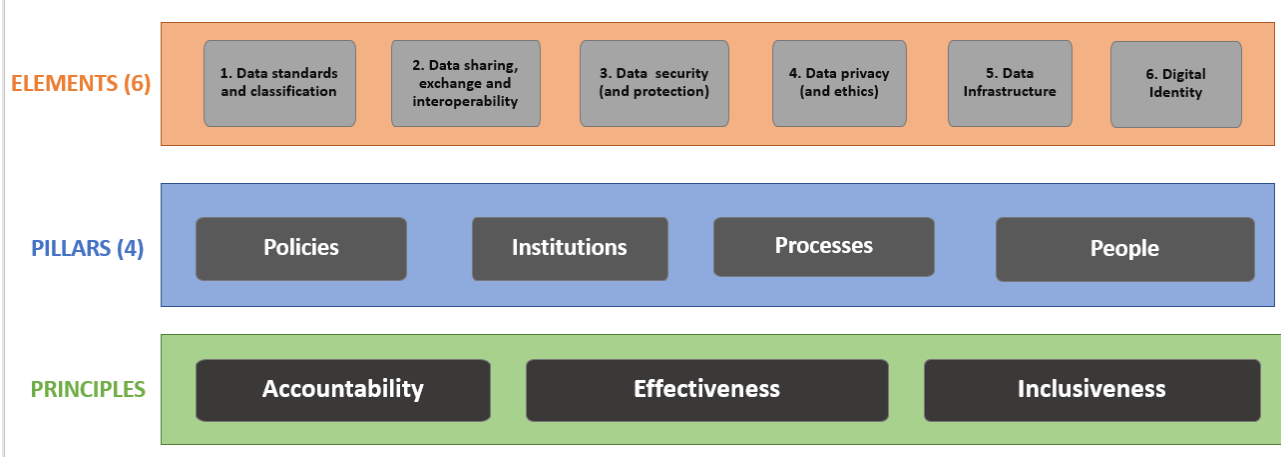 ELEMENTS (6)
1. Data standards
and classification
2. Data sharing,
exchange and
interoperability
3. Data security
(and protection)
4. Data privacy
(and ethics)
5. Data
Infrastructure
6. Digital
Identity
PILLARS (4)
Policies
Institutions
Processes
People
PRINCIPLES
Accountability
Effectiveness
Inclusiveness